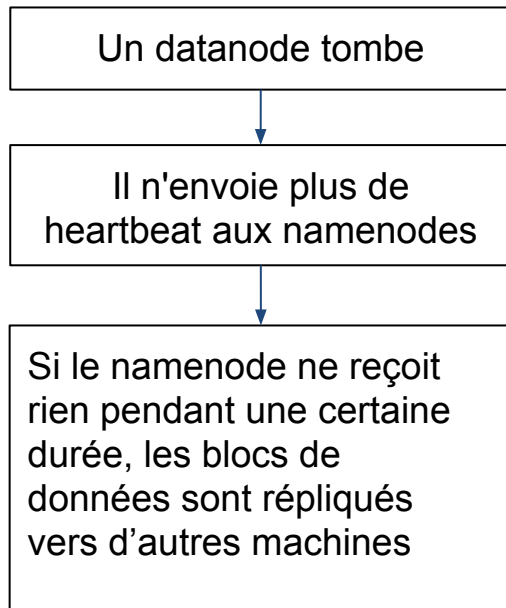 Un datanode tombe
Il n'envoie plus de
heartbeat aux namenodes
Si le namenode ne reçoit
rien pendant une certaine
durée, les blocs de
données sont répliqués
vers d’autres machines